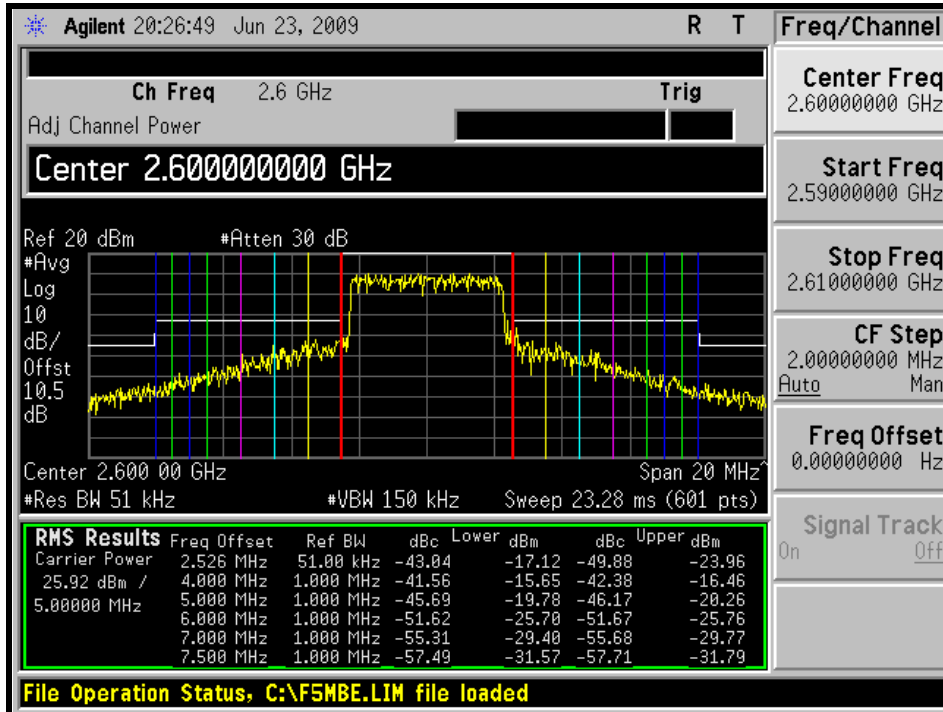 Agilent 20:26:49 Jun 23, 2009 R T
Freq/Channel
Ch Freq 2.6 GHz Trig
Adj Channel Power
Center 2.600000000 GHz
Ref 20 dBm #Atten 30 dB
#Avg
Log
10
dB/
Offst
10.5
dB
Center 2.600 00 GHz Span 20 MHz^
#Res BW 51 kHz #VBW 150 kHz Sweep 23.28 ms (601 pts)
RMS Results Freq Offset Ref BW dBc Lower dBm dBc Upper dBm
Carrier Power 2.526 MHz 51.00 kHz -43.04 -17.12 -49.88 -23.96
25.92 dBm / 4.000 MHz 1.000 MHz -41.56 -15.65 -42.38 -16.46
5.00000 MHz 5.000 MHz 1.000 MHz -45.69 -19.78 -46.17 -20.26
6.000 MHz 1.000 MHz -51.62 -25.70 -51.67 -25.76
7.000 MHz 1.000 MHz -55.31 -29.40 -55.68 -29.77
7.500 MHz 1.000 MHz -57.49 -31.57 -57.71 -31.79
File Operation Status, C:\F5MBE.LIM file loaded
Center Freq
2.60000000 GHz
Start Freq
2.59000000 GHz
Stop Freq
2.61000000 GHz
CF Step
2.00000000 MHz
Auto Man
Freq Offset
0.00000000 Hz
Signal Track
On Off